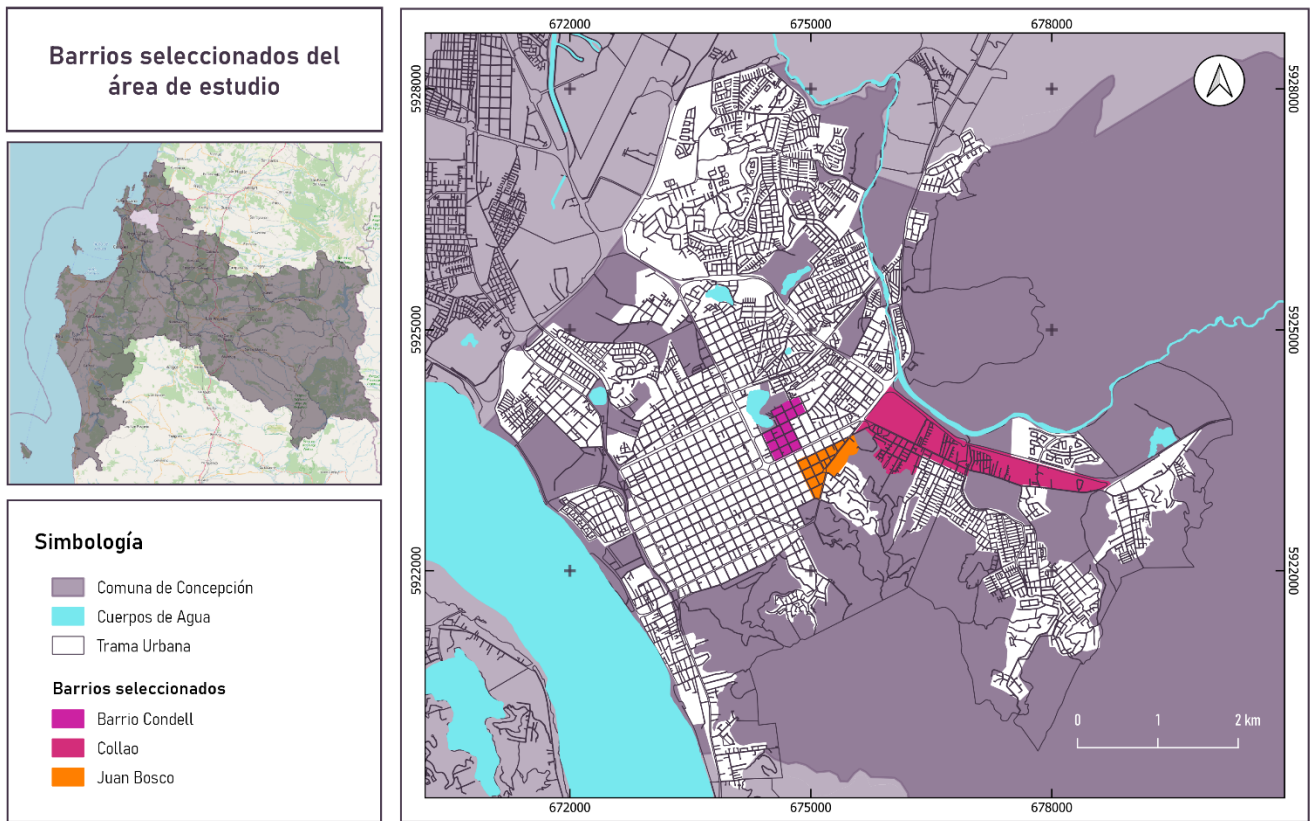 Barrios seleccionados del
área de estudio
Simbología
Comuna de Concepción
Cuerpos de Agua
Trama Urbana
Barrios seleccionados
Barrio Condell
Collao
Juan Bosco
672000
675000
678000
5928000
5928000
5925000
5925000
5922000
5922000
0
1
2 km
672000
675000
678000